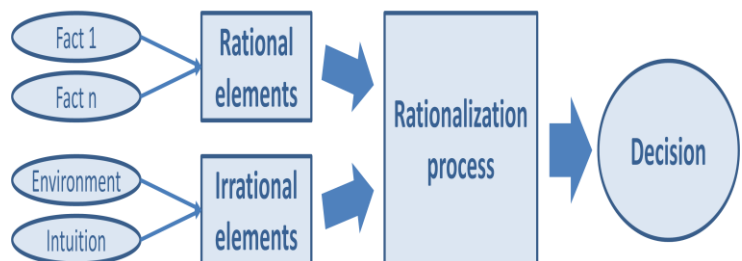 Fact 1
Fact n
Rational
elements
Environment
Intuition
Irrational
elements
Rationalization
process
Decision